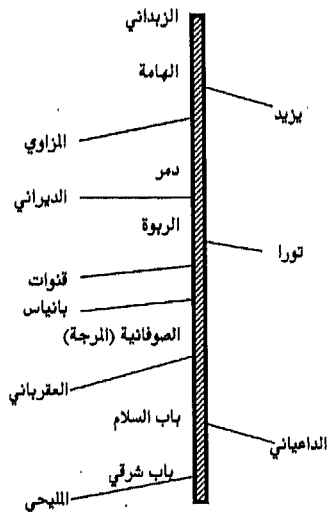 الزبداني
الهامة
يزيد
المزاوي
دمر
الديراني
الربوة
تورا
قنوات
بانياس
الصوفانية (المرجة)
العقرباني
باب السلام
الداعياني
باب شرقي
المليحي